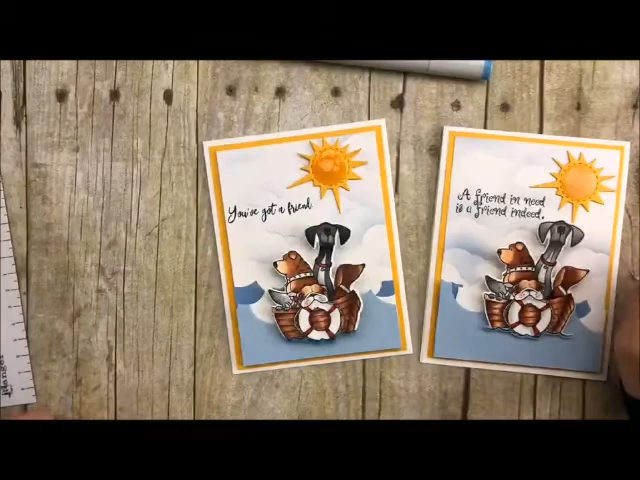 You've got a friend
A friend in need
is a friend indeed.